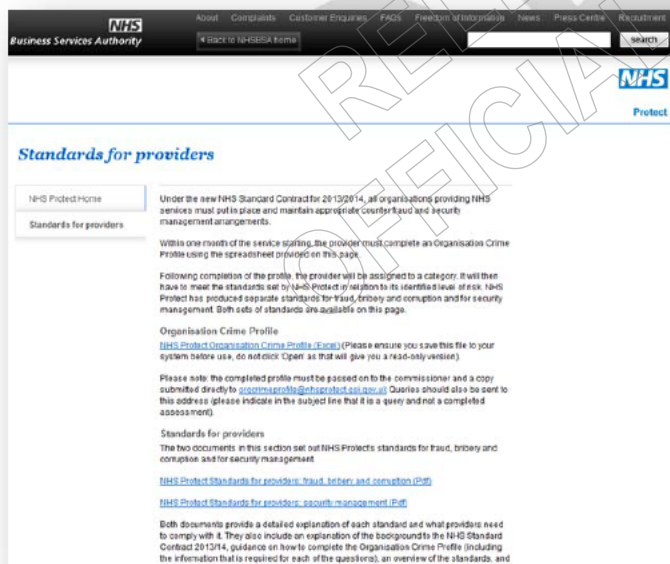 NHS
Business Services Authority
About Complaints Customer Enquiries FAQs Freedom of Information News Press Centre Recruitment
Back to NHSBSA home
search
NHS
Protect
Standards for providers
NHS Protect Home
Standards for providers
Under the new NHS Standard Contract for 2013/2014, all organisations providing NHS
services must put in place and maintain appropriate counter fraud and security
management arrangements.
Within one month of the service starting, the provider must complete an Organisation Crime
Profile using the spreadsheet provided on this page.
Following completion of the profile, the provider will be assigned to a category. It will then
have to meet the standards set by NHS Protect in relation to its identified level of risk. NHS
Protect has produced separate standards for fraud, bribery and corruption and for security
management. Both sets of standards are available on this page.
Organisation Crime Profile
NHS Protect Organisation Crime Profile (Excel) (Please ensure you save this file to your
system before use, do not click 'Open' as that will give you a read-only version).
Please note: the completed profile must be passed on to the commissioner and a copy
submitted directly to orgcrimeprofile@nhsprotect.gsi.gov.uk Queries should also be sent to
this address (please indicate in the subject line that it is a query and not a completed
assessment).
Standards for providers
The two documents in this section set out NHS Protect's standards for fraud, bribery and
corruption and for security management.
NHS Protect Standards for providers: fraud, bribery and corruption (Pdf)
NHS Protect Standards for providers: security management (Pdf)
Both documents provide a detailed explanation of each standard and what providers need
to comply with it. They also include an explanation of the background to the NHS Standard
Contract 2013/14, guidance on how to complete the Organisation Crime Profile (including
the information that is required for each of the questions), an overview of the standards, and
OFFICIAL